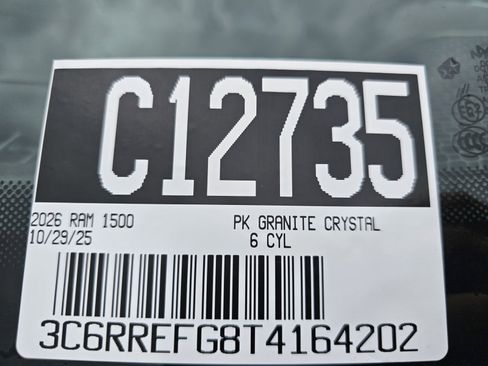 C12735
2026 RAM 1500 PK GRANITE CRYSTAL
10/29/25 6 CYL
3C6RREFG8T4164202